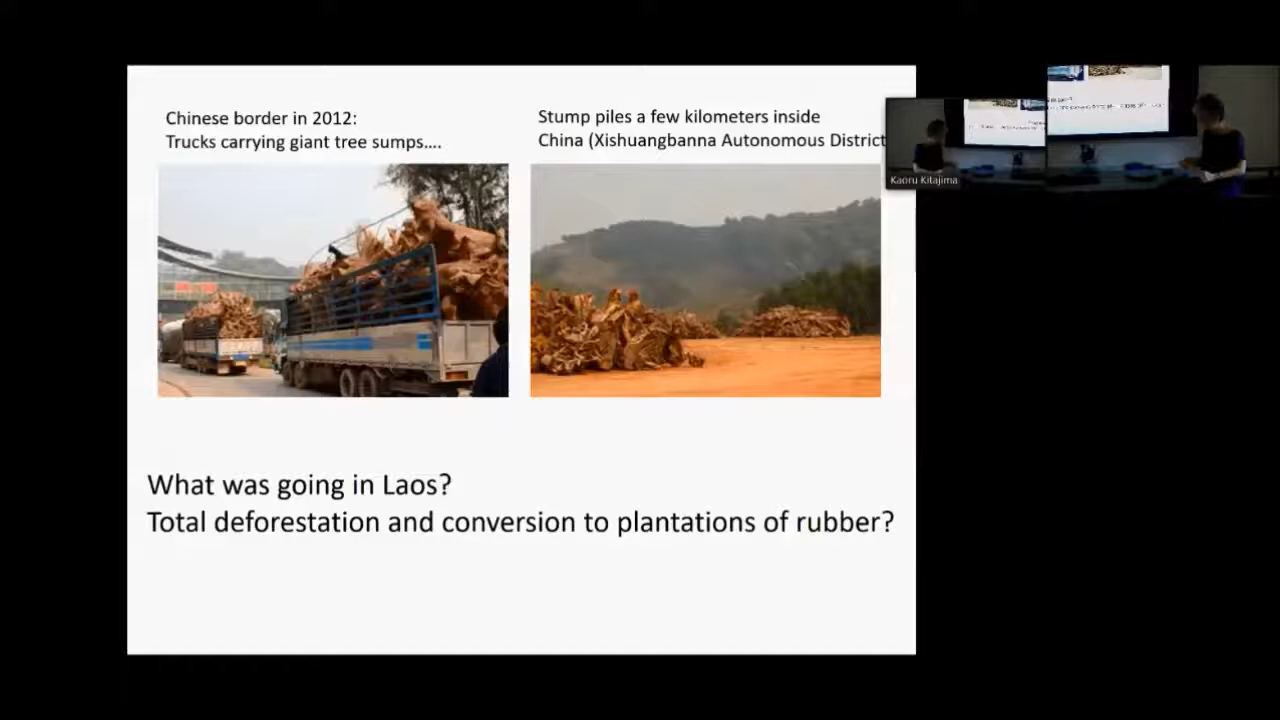 Chinese border in 2012:
Trucks carrying giant tree sumps....
Stump piles a few kilometers inside
China (Xishuangbanna Autonomous District
Kaoru Kitajima
What was going in Laos?
Total deforestation and conversion to plantations of rubber?